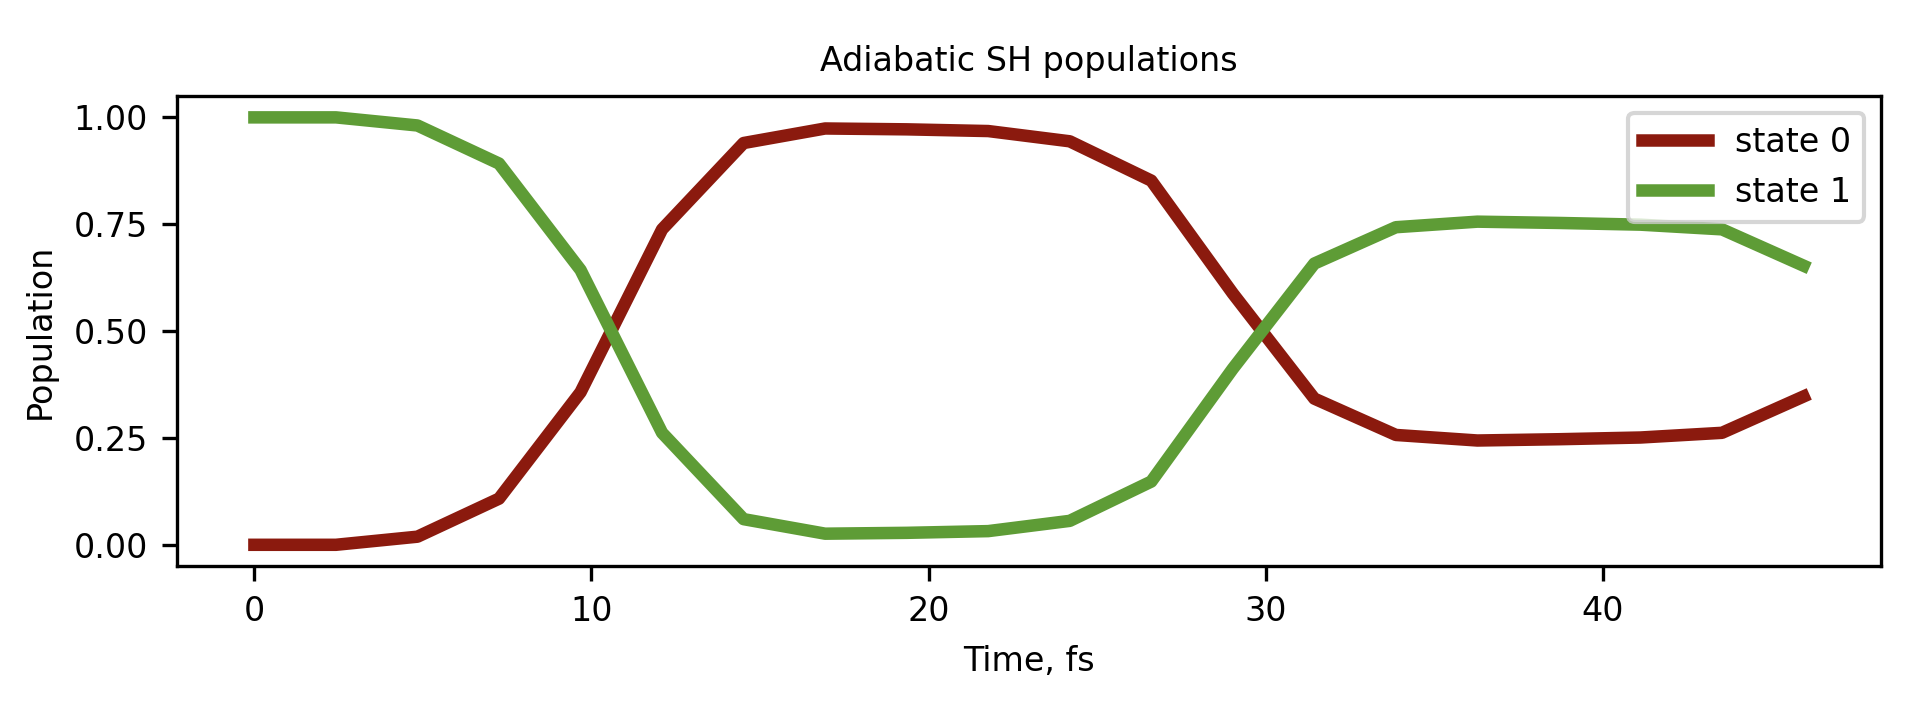 Adiabatic SH populations
1.00
0.75
0.50
0.25
0.00
Population
state 0
state 1
0 10 20 30 40
Time, fs